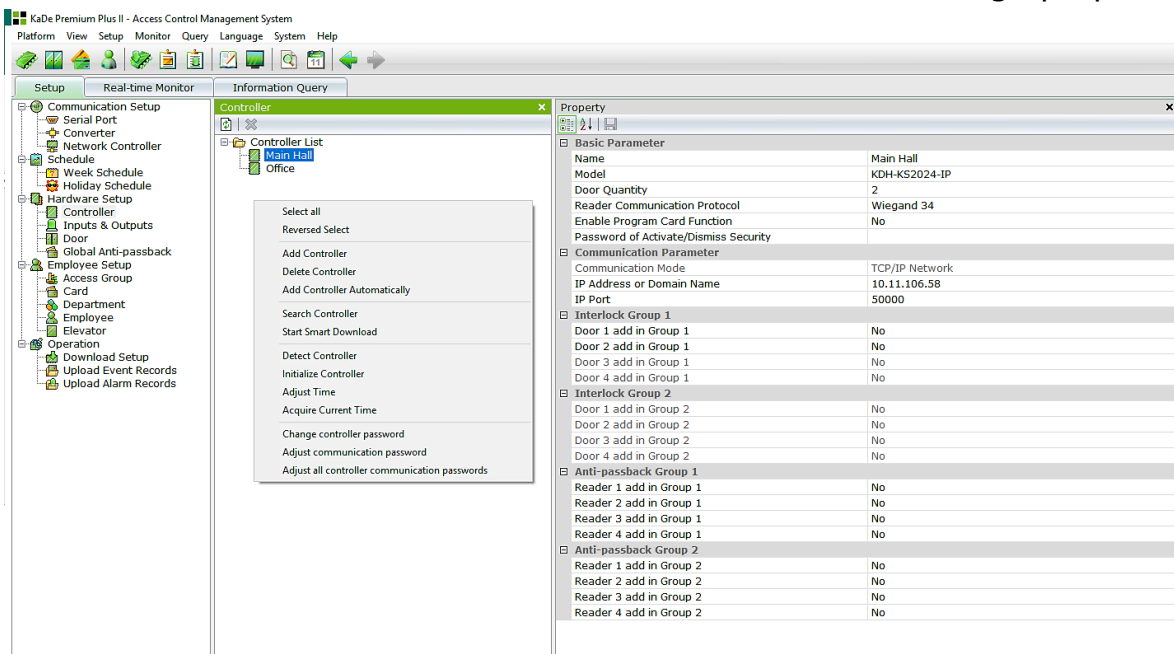 KaDe Premium Plus II - Access Control Management System
Platform View Setup Monitor Query Language System Help
11
Setup Real-time Monitor Information Query
Communication Setup
Serial Port
Converter
Network Controller
Schedule
Week Schedule
Holiday Schedule
Hardware Setup
Controller
Inputs & Outputs
Door
Global Anti-passback
Employee Setup
Access Group
Card
Department
Employee
Elevator
Operation
Download Setup
Upload Event Records
Upload Alarm Records
Controller
Controller List
Main Hall
Office
Select all
Reversed Select
Add Controller
Delete Controller
Add Controller Automatically
Search Controller
Start Smart Download
Detect Controller
Initialize Controller
Adjust Time
Acquire Current Time
Change controller password
Adjust communication password
Adjust all controller communication passwords
Property
Basic Parameter
Name Main Hall
Model KDH-KS2024-IP
Door Quantity 2
Reader Communication Protocol Wiegand 34
Enable Program Card Function No
Password of Activate/Dismiss Security
Communication Parameter
Communication Mode TCP/IP Network
IP Address or Domain Name 10.11.106.58
IP Port 50000
Interlock Group 1
Door 1 add in Group 1 No
Door 2 add in Group 1 No
Door 3 add in Group 1 No
Door 4 add in Group 1 No
Interlock Group 2
Door 1 add in Group 2 No
Door 2 add in Group 2 No
Door 3 add in Group 2 No
Door 4 add in Group 2 No
Anti-passback Group 1
Reader 1 add in Group 1 No
Reader 2 add in Group 1 No
Reader 3 add in Group 1 No
Reader 4 add in Group 1 No
Anti-passback Group 2
Reader 1 add in Group 2 No
Reader 2 add in Group 2 No
Reader 3 add in Group 2 No
Reader 4 add in Group 2 No